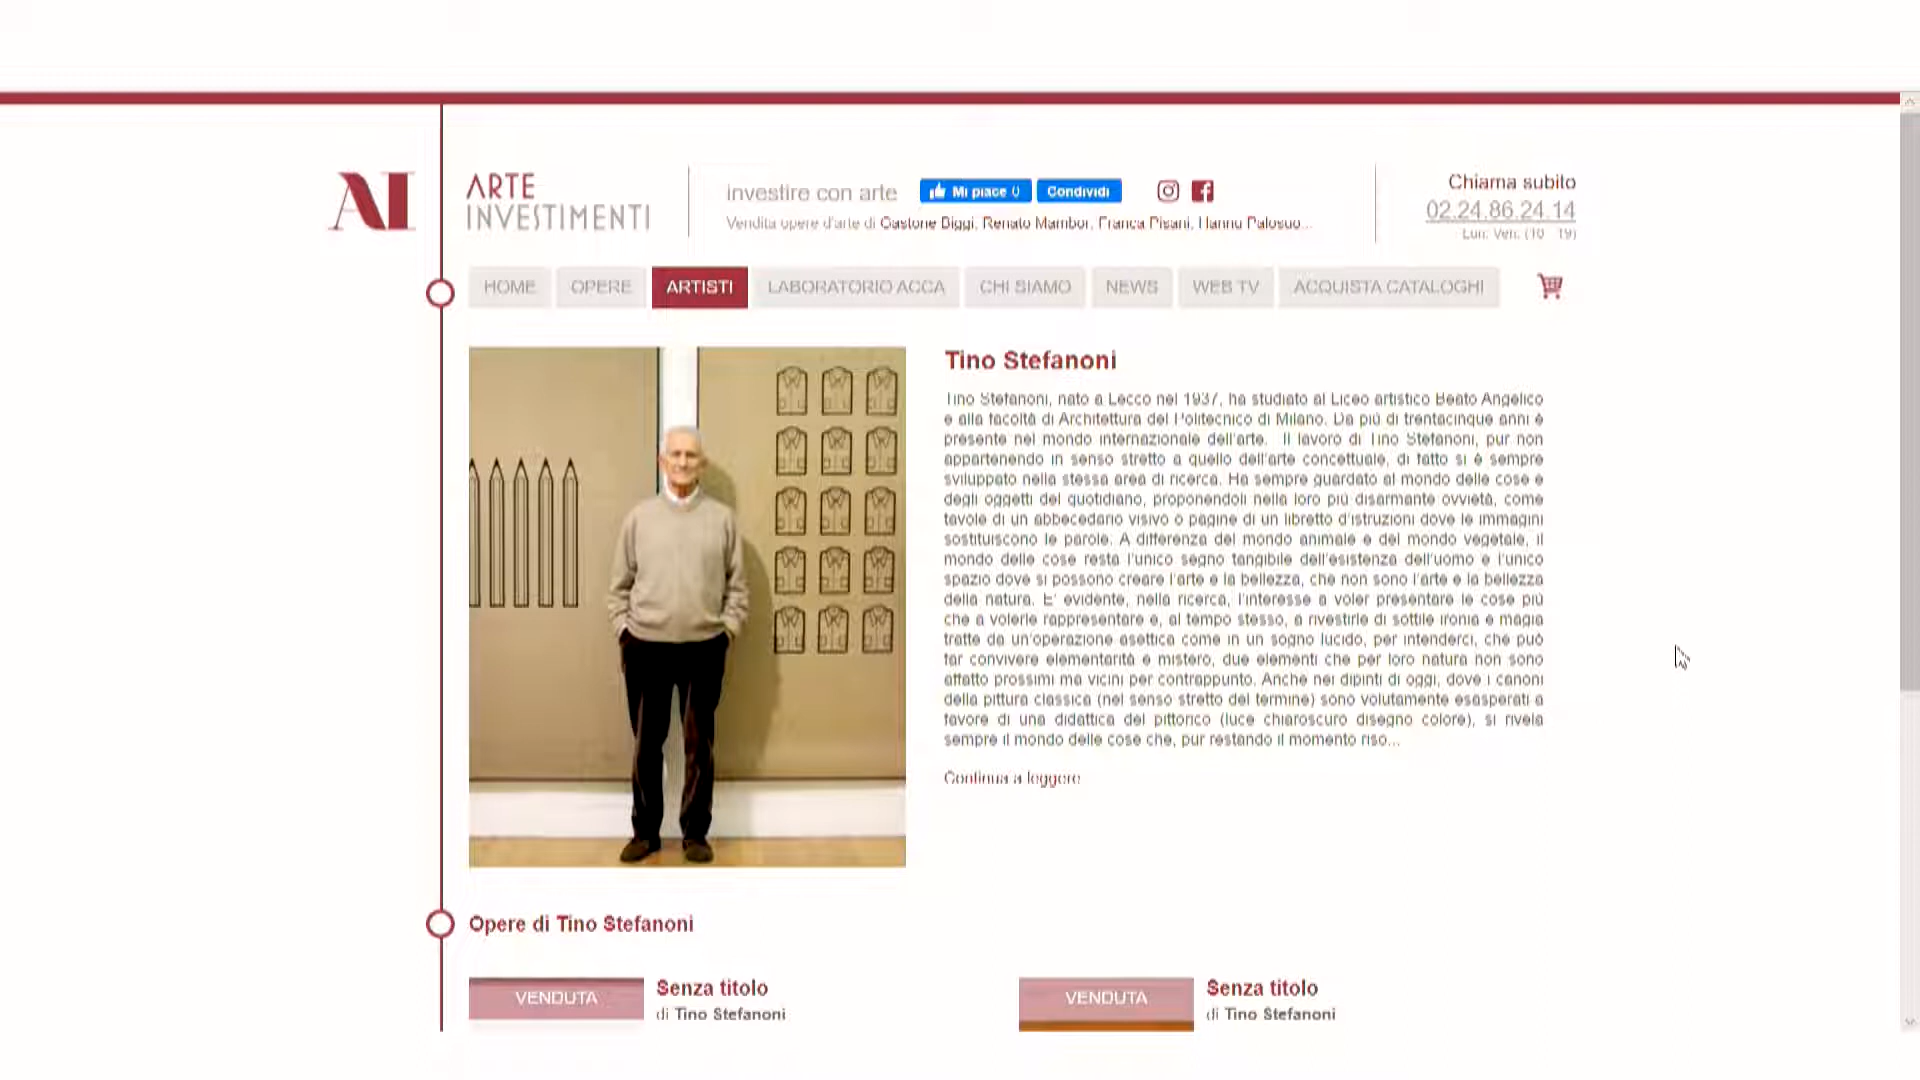 AI
ARTE
INVESTIMENTI
investire con arte
Mi piace 0
Condividi
Vendita opere d'arte di Gastone Biggi, Renato Mambor, Franca Pisani, Hannu Palosuo...
Chiama subito
02.24.86.24.14
Lun. Ven. (10 19)
HOME
OPERE
ARTISTI
LABORATORIO ACCA
CHI SIAMO
NEWS
WEB TV
ACQUISTA CATALOGHI
Tino Stefanoni
Tino Stefanoni, nato a Lecco nel 1937, ha studiato al Liceo artistico Beato Angelico
e alla facoltà di Architettura del Politecnico di Milano. Da più di trentacinque anni è
presente nel mondo internazionale dell'arte. Il lavoro di Tino Stefanoni, pur non
appartenendo in senso stretto a quello dell'arte concettuale, di fatto si è sempre
sviluppato nella stessa area di ricerca. Ha sempre guardato al mondo delle cose e
degli oggetti del quotidiano, proponendoli nella loro più disarmante ovvietà, come
tavole di un abbecedario visivo o pagine di un libretto d'istruzioni dove le immagini
sostituiscono le parole. A differenza del mondo animale e del mondo vegetale, il
mondo delle cose resta l'unico segno tangibile dell'esistenza dell'uomo e l'unico
spazio dove si possono creare l'arte e la bellezza, che non sono l'arte e la bellezza
della natura. E' evidente, nella ricerca, l'interesse a voler presentare le cose più
che a volerle rappresentare e, al tempo stesso, a rivestirle di sottile ironia e magia
tratte da un'operazione asettica come in un sogno lucido, per intenderci, che può
far convivere elementarità e mistero, due elementi che per loro natura non sono
affatto prossimi ma vicini per contrappunto. Anche nei dipinti di oggi, dove i canoni
della pittura classica (nel senso stretto del termine) sono volutamente esasperati a
favore di una didattica del pittorico (luce chiaroscuro disegno colore), si rivela
sempre il mondo delle cose che, pur restando il momento riso...
Continua a leggere
Opere di Tino Stefanoni
VENDUTA
Senza titolo
di Tino Stefanoni
VENDUTA
Senza titolo
di Tino Stefanoni